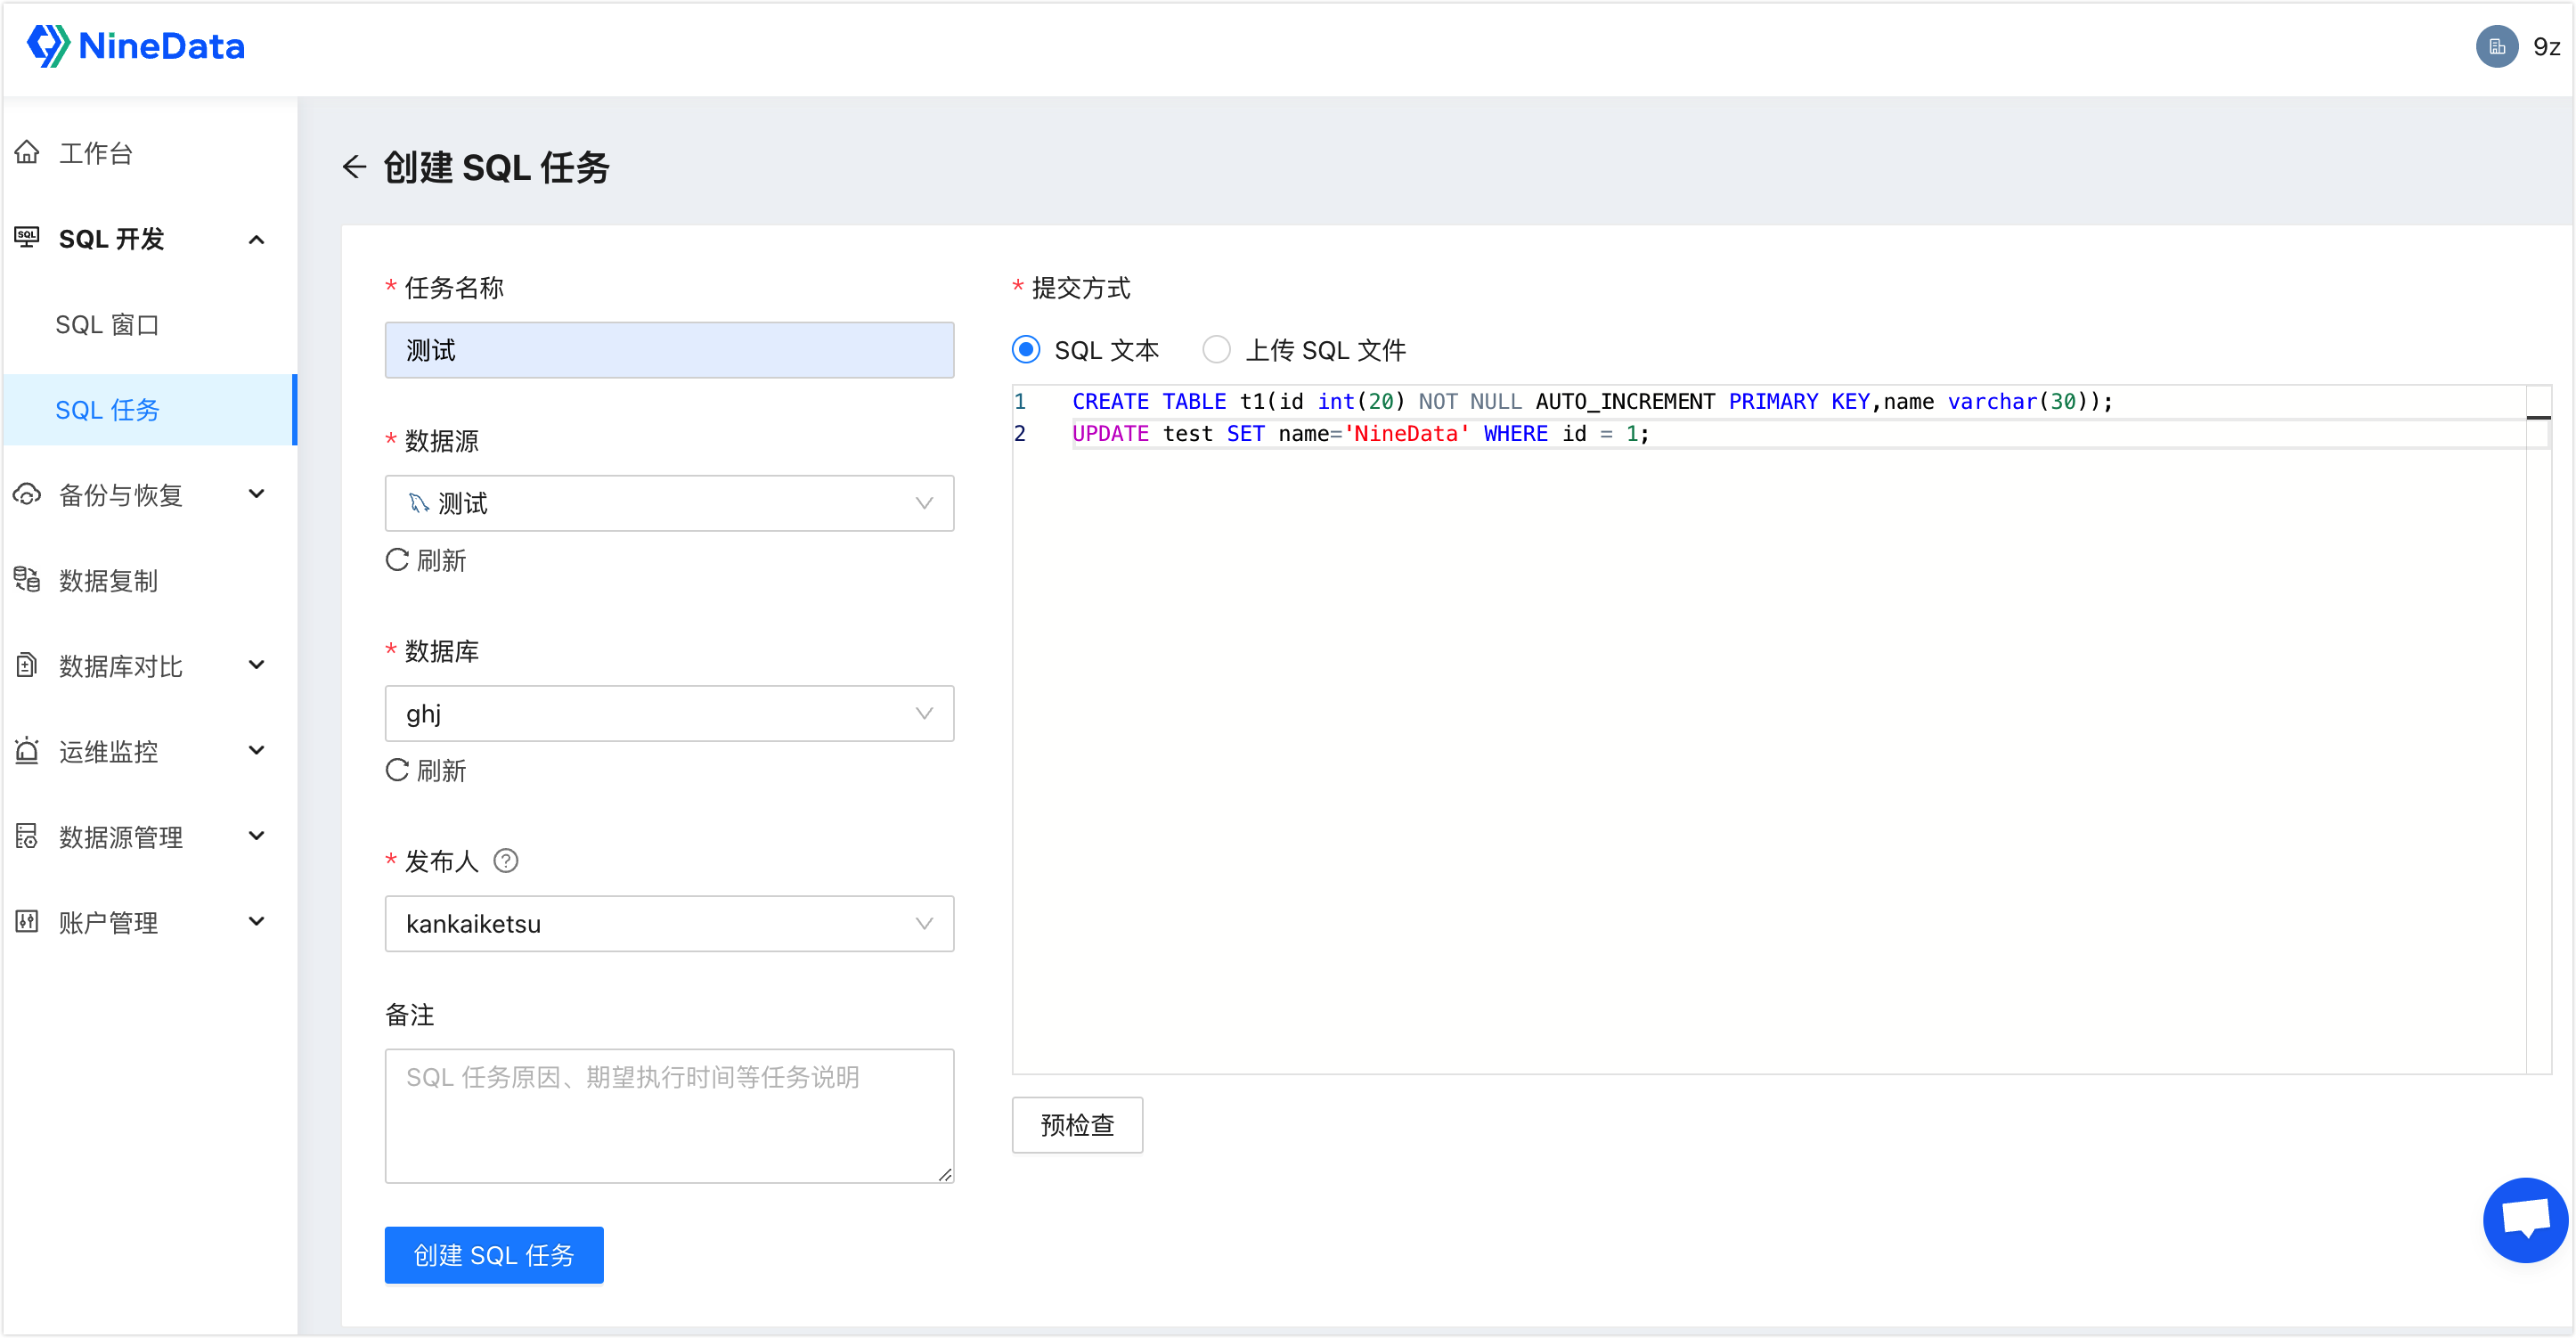 NineData
9z
工作台
SQL 开发
SQL 窗口
SQL 任务
备份与恢复
数据复制
数据库对比
运维监控
数据源管理
账户管理
创建 SQL 任务
* 任务名称
测试
* 数据源
测试
刷新
* 数据库
ghj
刷新
* 发布人 ?
kankaiketsu
备注
SQL 任务原因、期望执行时间等任务说明
创建 SQL 任务
* 提交方式
SQL 文本 上传 SQL 文件
1 CREATE TABLE t1(id int(20) NOT NULL AUTO_INCREMENT PRIMARY KEY,name varchar(30));
2 UPDATE test SET name='NineData' WHERE id = 1;
预检查